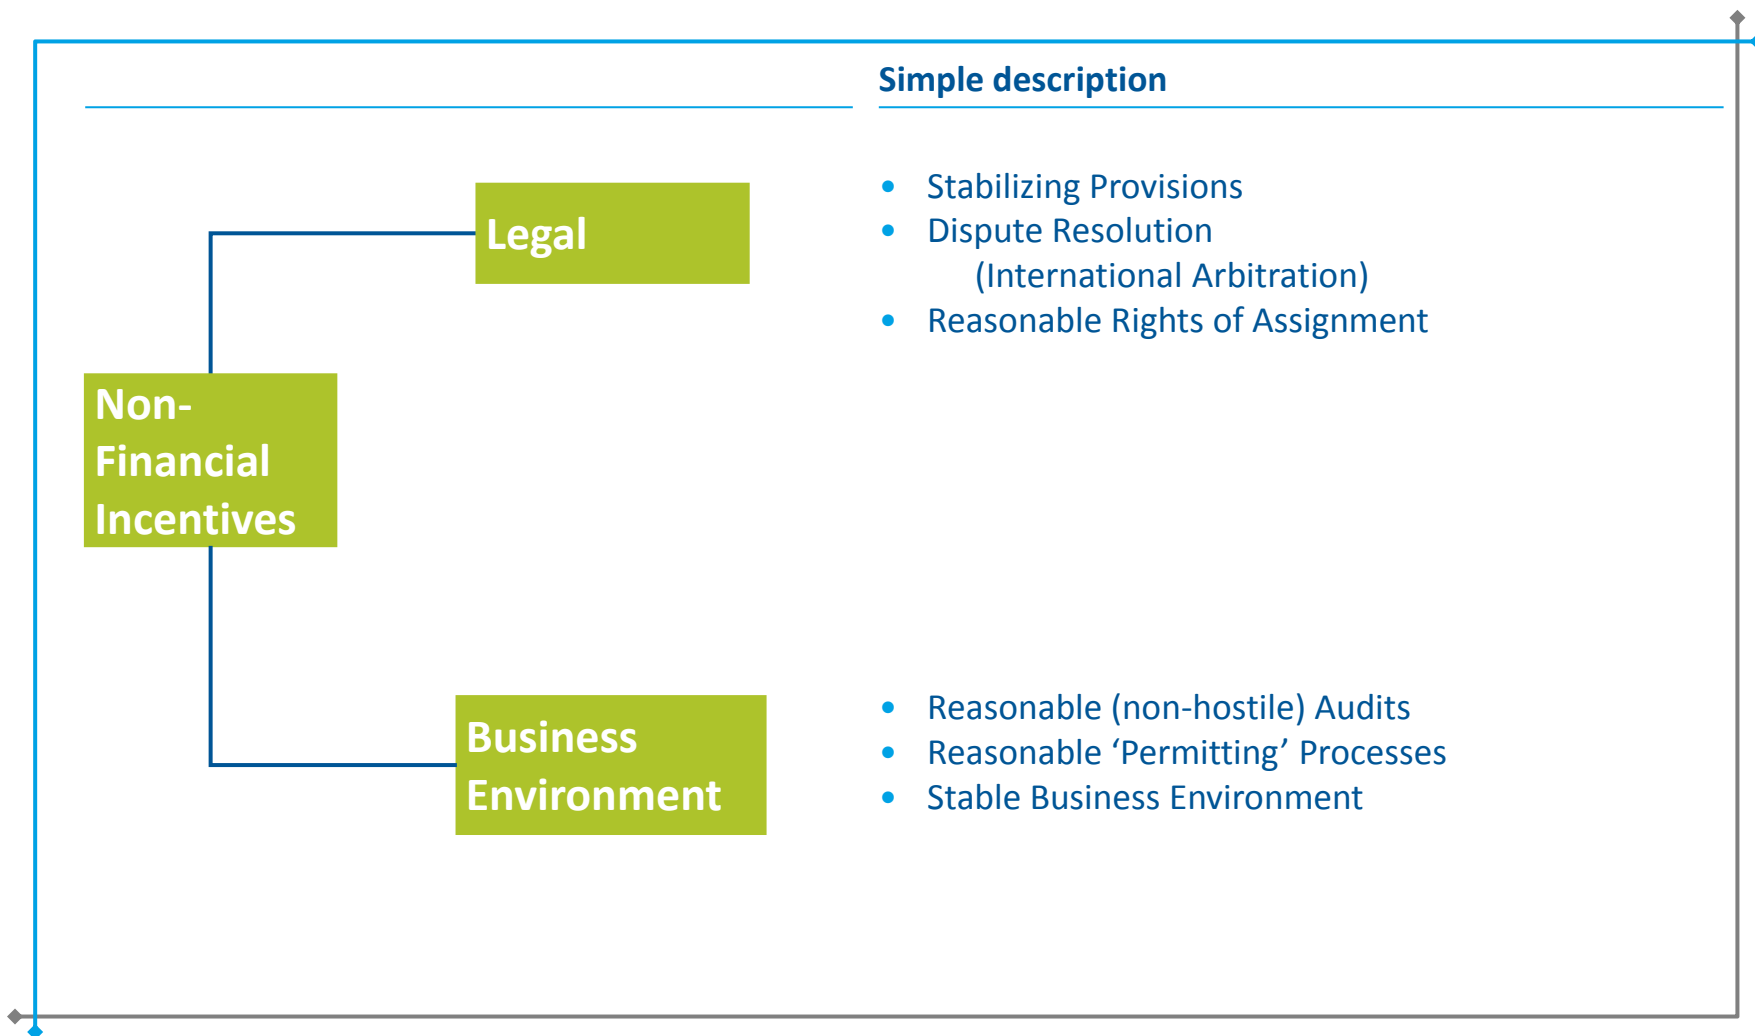 Simple description
Legal
• Stabilizing Provisions
• Dispute Resolution
(International Arbitration)
• Reasonable Rights of Assignment
Non-
Financial
Incentives
Business
Environment
• Reasonable (non-hostile) Audits
• Reasonable ‘Permitting’ Processes
• Stable Business Environment